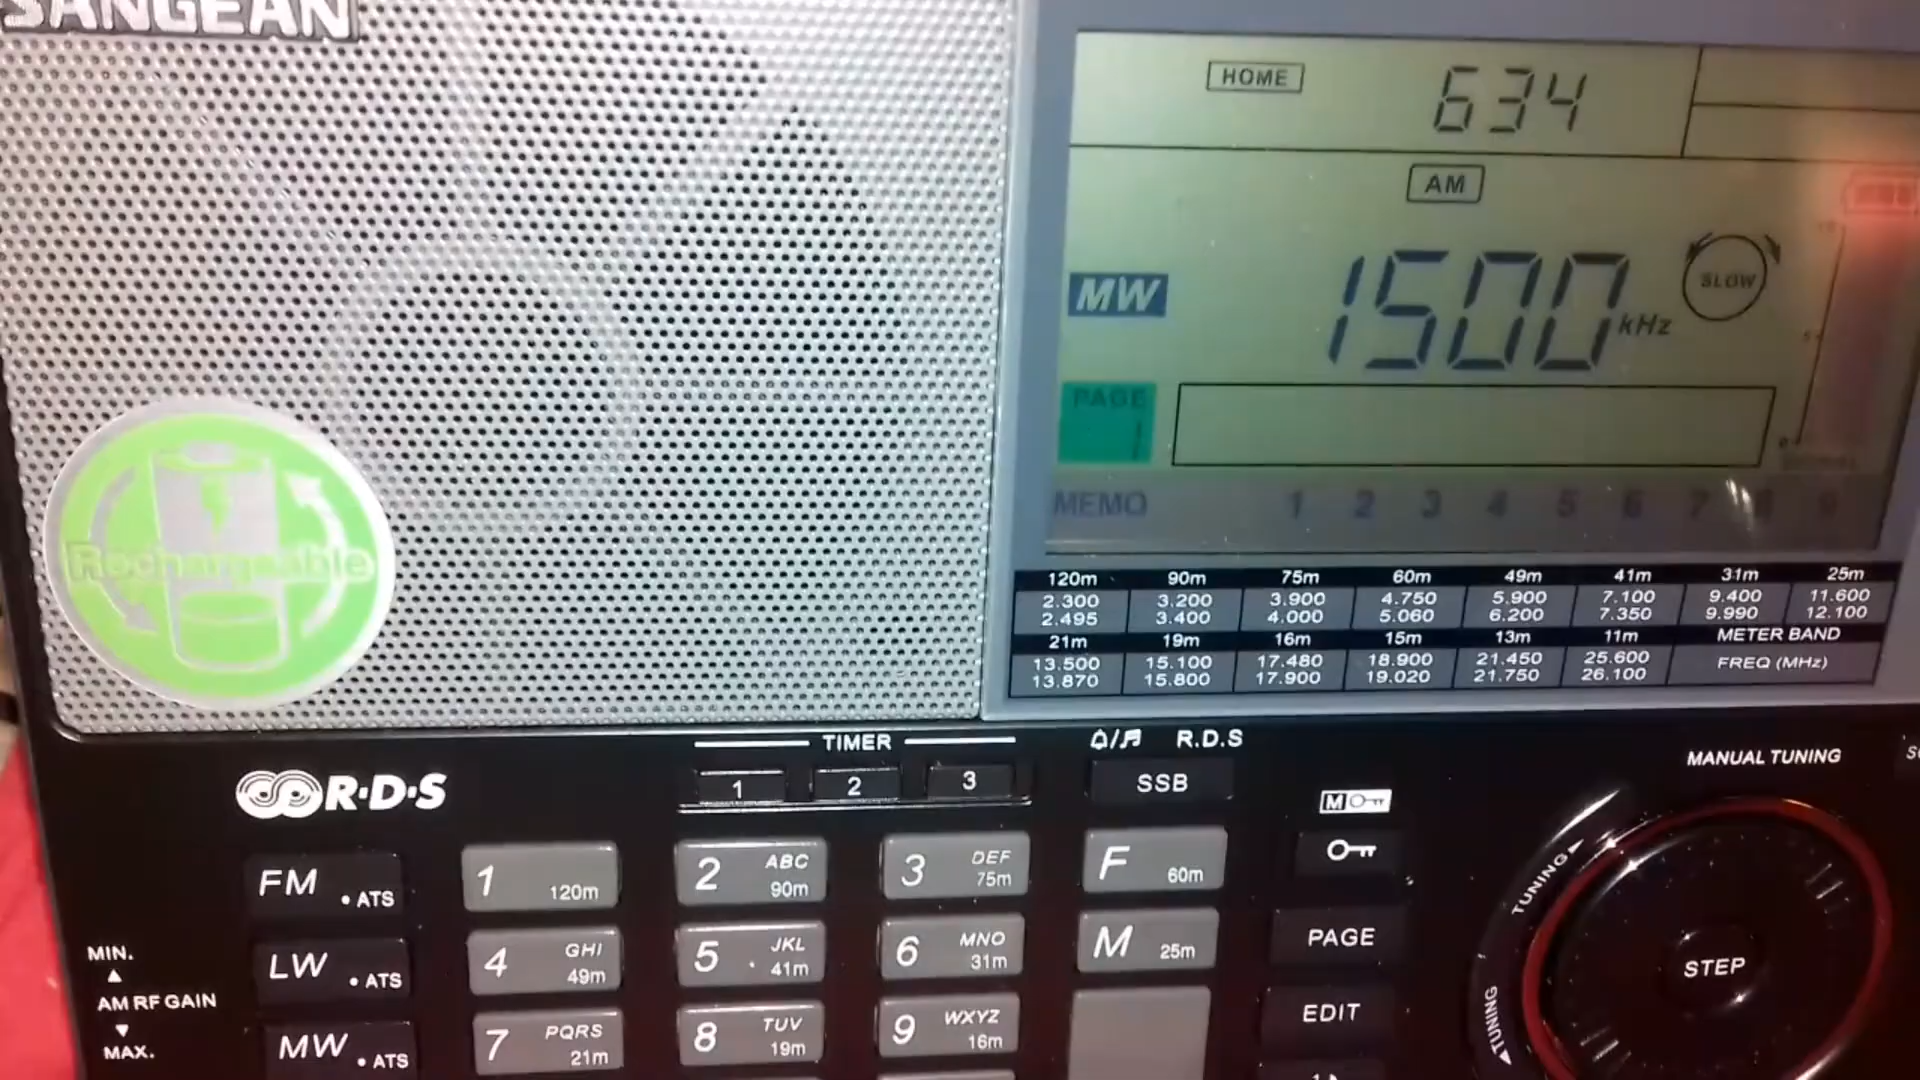 SANGEAN
HOME 634
AM
MW 1500 kHz SLOW
PAGE
1
MEMO 1 2 3 4 5 6 7 8 9
120m 90m 75m 60m 49m 41m 31m 25m
2.300 3.200 3.900 4.750 5.900 7.100 9.400 11.600
2.495 3.400 4.000 5.060 6.200 7.350 9.990 12.100
21m 19m 16m 15m 13m 11m METER BAND
13.500 15.100 17.480 18.900 21.450 25.600 FREQ (MHz)
13.870 15.800 17.900 19.020 21.750 26.100
Rechargeable
R·D·S
TIMER
1 2 3
R.D.S
SSB
MANUAL TUNING
FM • ATS
LW • ATS
MW • ATS
MIN.
AM RF GAIN
MAX.
1 120m
2 ABC 90m
3 DEF 75m
F 60m
4 GHI 49m
5 JKL 41m
6 MNO 31m
M 25m
7 PQRS 21m
8 TUV 19m
9 WXYZ 16m
M
PAGE
EDIT
TUNING
STEP
TUNING